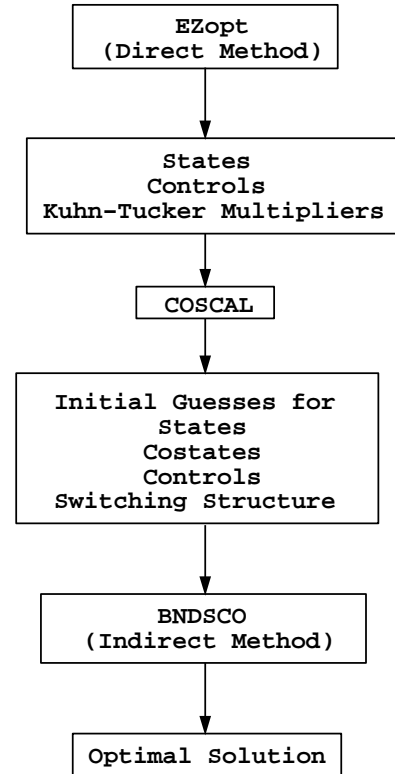 EZopt
(Direct Method)
States
Controls
Kuhn-Tucker Multipliers
COSCAL
Initial Guesses for
States
Costates
Controls
Switching Structure
BNDSCO
(Indirect Method)
Optimal Solution